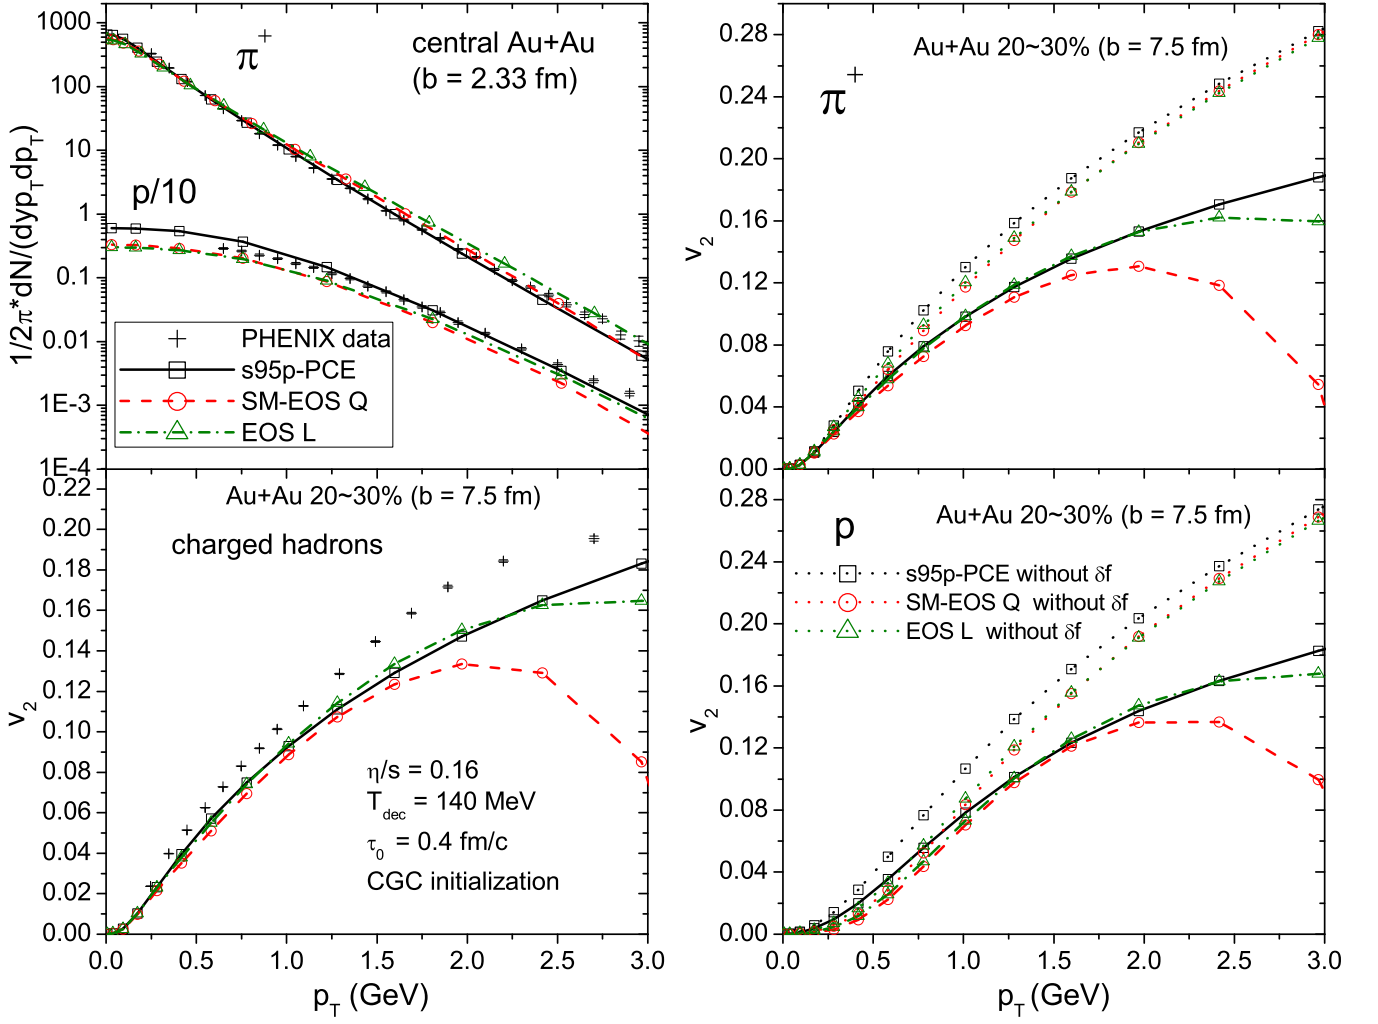 1000
100
10
1
0.1
0.01
1E-3
1E-4
1/2π*dN/(dyp_T dp_T)
π⁺
central Au+Au
(b = 2.33 fm)
p/10
PHENIX data
s95p-PCE
SM-EOS Q
EOS L
0.28
0.24
0.20
0.16
0.12
0.08
0.04
0.00
v₂
Au+Au 20~30% (b = 7.5 fm)
π⁺
0.22
0.20
0.18
0.16
0.14
0.12
0.10
0.08
0.06
0.04
0.02
0.00
v₂
Au+Au 20~30% (b = 7.5 fm)
charged hadrons
η/s = 0.16
T_dec = 140 MeV
τ₀ = 0.4 fm/c
CGC initialization
0.0 0.5 1.0 1.5 2.0 2.5 3.0
p_T (GeV)
0.28
0.24
0.20
0.16
0.12
0.08
0.04
0.00
v₂
Au+Au 20~30% (b = 7.5 fm)
p
s95p-PCE without δf
SM-EOS Q without δf
EOS L without δf
0.0 0.5 1.0 1.5 2.0 2.5 3.0
p_T (GeV)